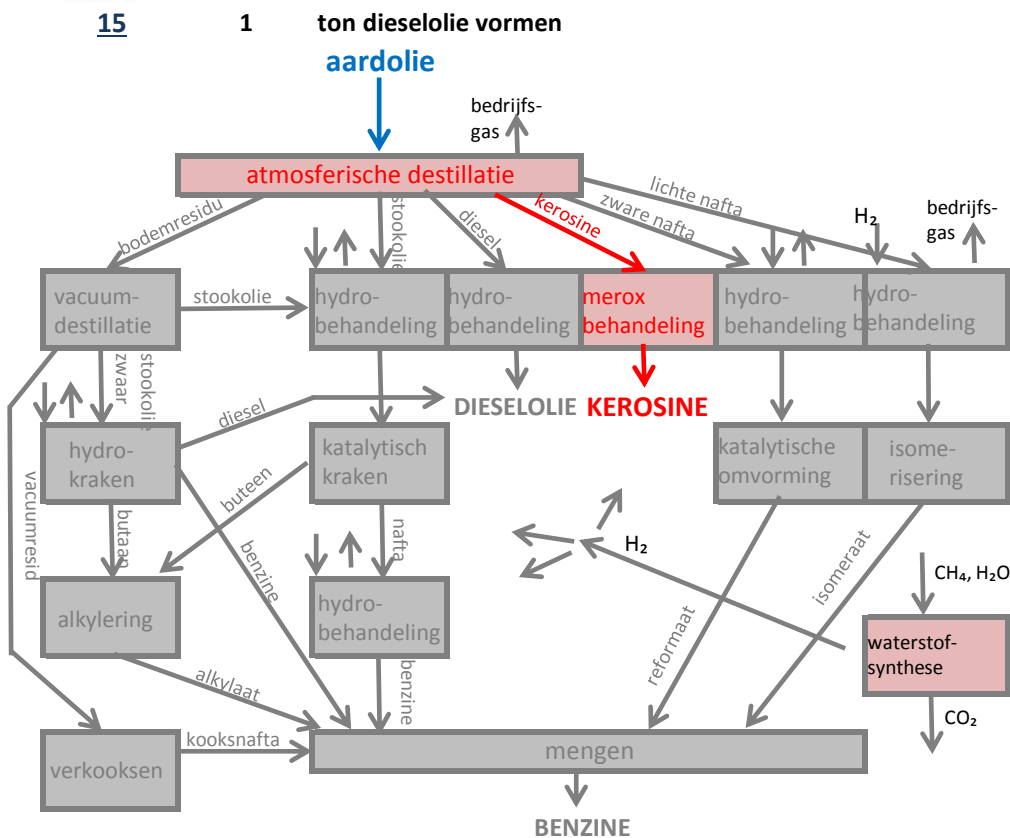 15 1 ton dieselolie vormen
aardolie
bedrijfs-
gas
atmosferische destillatie
lichte nafta
stookolie
diesel
kerosine
zware nafta
bodemresidu
H₂
bedrijfs-
gas
vacuum-
destillatie
stookolie
hydro-
behandeling
hydro-
behandeling
merox
behandeling
hydro-
behandeling
hydro-
behandeling
zwaar
stookolie
diesel
DIESELOLIE
KEROSINE
vacuumresid
hydro-
kraken
katalytisch
kraken
katalytische
omvorming
isome-
risering
buteen
butaan
benzine
nafta
H₂
CH₄, H₂O
alkylering
hydro-
behandeling
reformaat
isomeraat
waterstof-
synthese
alkylaat
benzine
CO₂
kooksnafta
verkooksen
mengen
BENZINE